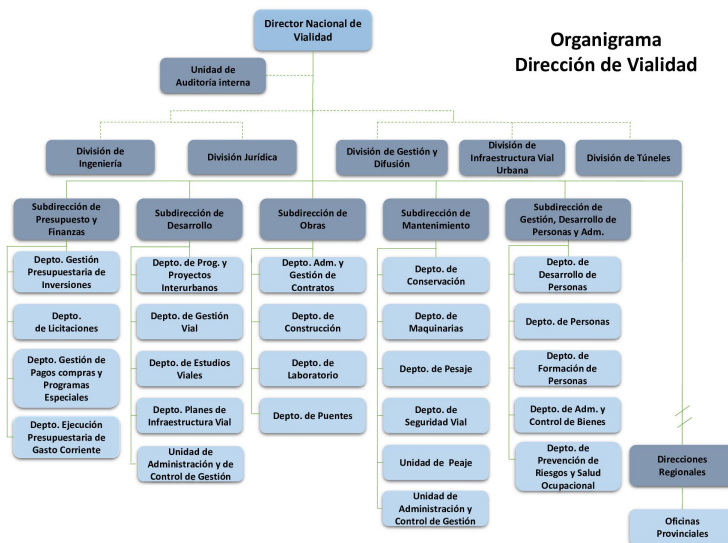 Organigrama
Dirección de Vialidad
Director Nacional de
Vialidad
Unidad de
Auditoría interna
División de
Ingeniería
División Jurídica
División de Gestión y
Difusión
División de
Infraestructura Vial
Urbana
División de Túneles
Subdirección de
Presupuesto y
Finanzas
Depto. Gestión
Presupuestaria de
Inversiones
Depto.
de Licitaciones
Depto. Gestión de
Pagos compras y
Programas
Especiales
Depto. Ejecución
Presupuestaria de
Gasto Corriente
Subdirección de
Desarrollo
Depto. de Prog. y
Proyectos
Interurbanos
Depto. de Gestión
Vial
Depto. de Estudios
Viales
Depto. Planes de
Infraestructura Vial
Unidad de
Administración y de
Control de Gestión
Subdirección de
Obras
Depto. Adm. y
Gestión de
Contratos
Depto. de
Construcción
Depto. de
Laboratorio
Depto. de Puentes
Subdirección de
Mantenimiento
Depto. de
Conservación
Depto. de
Maquinarias
Depto. de Pesaje
Depto. de
Seguridad Vial
Unidad de Peaje
Unidad de
Administración y
Control de Gestión
Subdirección de
Gestión, Desarrollo de
Personas y Adm.
Depto. de
Desarrollo de
Personas
Depto. de Personas
Depto. de
Formación de
Personas
Depto. de Adm. y
Control de Bienes
Depto. de
Prevención de
Riesgos y Salud
Ocupacional
Direcciones
Regionales
Oficinas
Provinciales